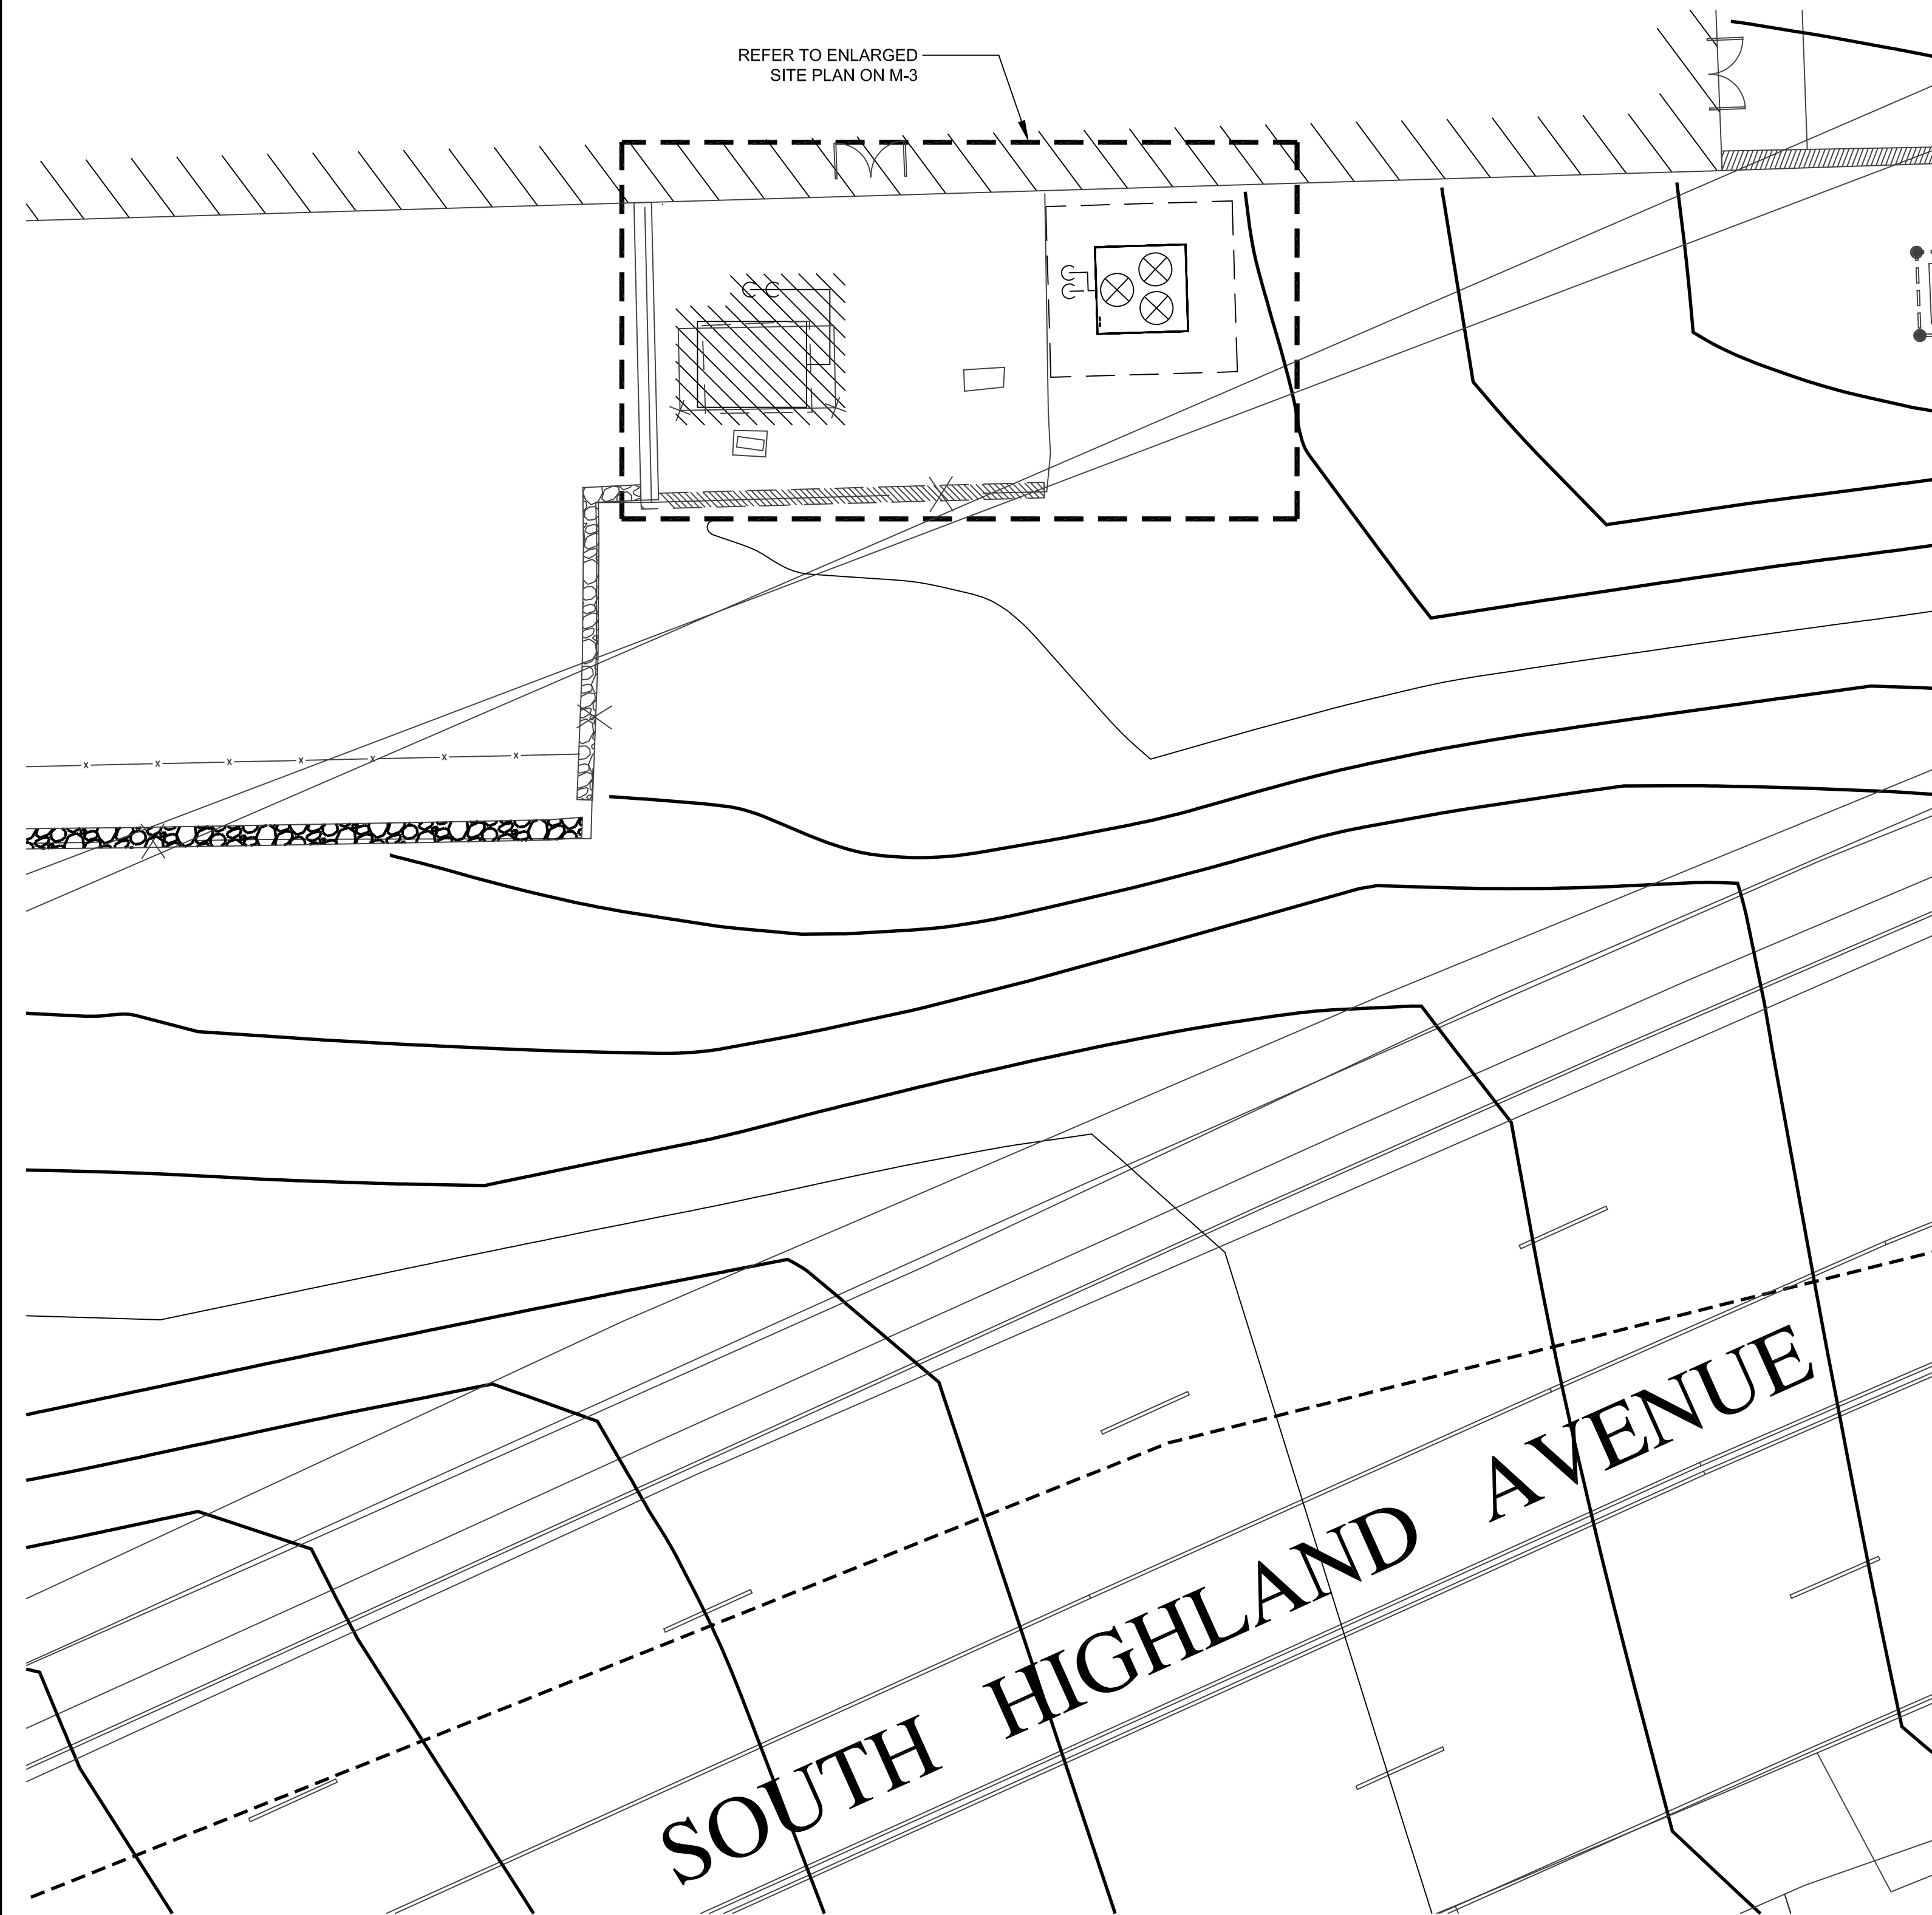 REFER TO ENLARGED
SITE PLAN ON M-3
x x x x x x x
SOUTH HIGHLAND AVENUE